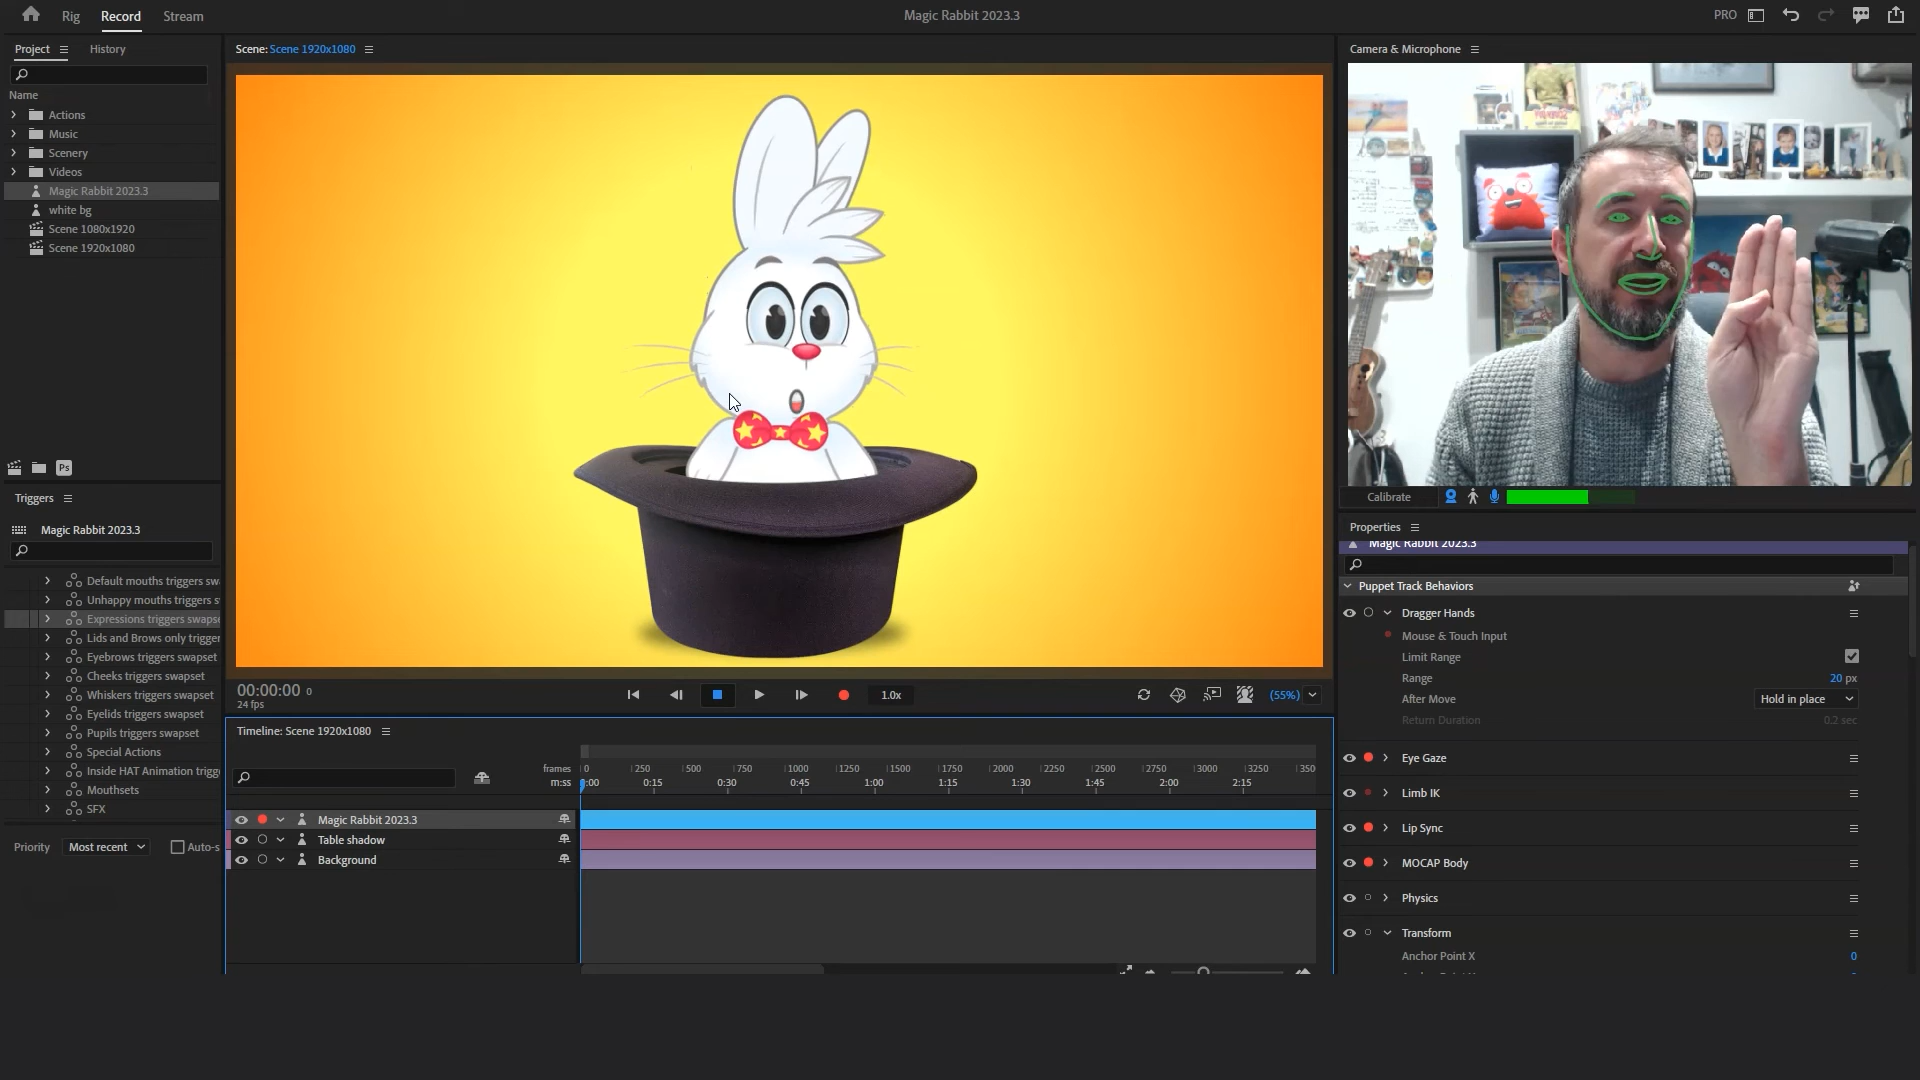 Rig
Record
Stream
Magic Rabbit 2023.3
PRO
Project
History
Scene: Scene 1920x1080
Camera & Microphone
Name
Actions
Music
Scenery
Videos
Magic Rabbit 2023.3
white bg
Scene 1080x1920
Scene 1920x1080
Ps
Triggers
Magic Rabbit 2023.3
Default mouths triggers sw
Unhappy mouths triggers s
Expressions triggers swaps
Lids and Brows only trigger
Eyebrows triggers swapset
Cheeks triggers swapset
Whiskers triggers swapset
Eyelids triggers swapset
Pupils triggers swapset
Special Actions
Inside HAT Animation trigg
Mouthsets
SFX
Priority
Most recent
Auto-s
00:00:00 0
24 fps
1.0x
(55%)
Timeline: Scene 1920x1080
frames
0 250 500 750 1000 1250 1500 1750 2000 2250 2500 2750 3000 3250 350
m:ss
:00 0:15 0:30 0:45 1:00 1:15 1:30 1:45 2:00 2:15
Magic Rabbit 2023.3
Table shadow
Background
Calibrate
Properties
Magic Rabbit 2023.3
Puppet Track Behaviors
Dragger Hands
Mouse & Touch Input
Limit Range
Range
20 px
After Move
Hold in place
Return Duration
0.2 sec
Eye Gaze
Limb IK
Lip Sync
MOCAP Body
Physics
Transform
Anchor Point X
0